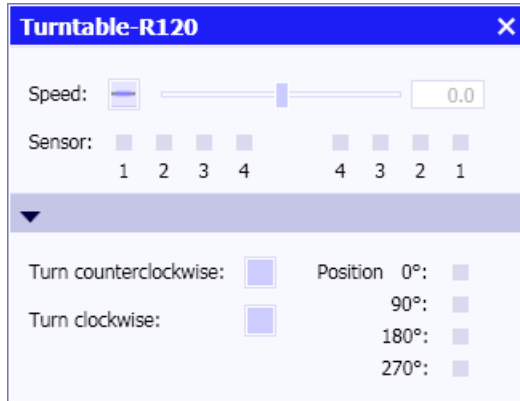 Turntable-R120
Speed: 0.0
Sensor:
1 2 3 4 4 3 2 1
Turn counterclockwise: Position 0°:
90°:
Turn clockwise:
180°:
270°: